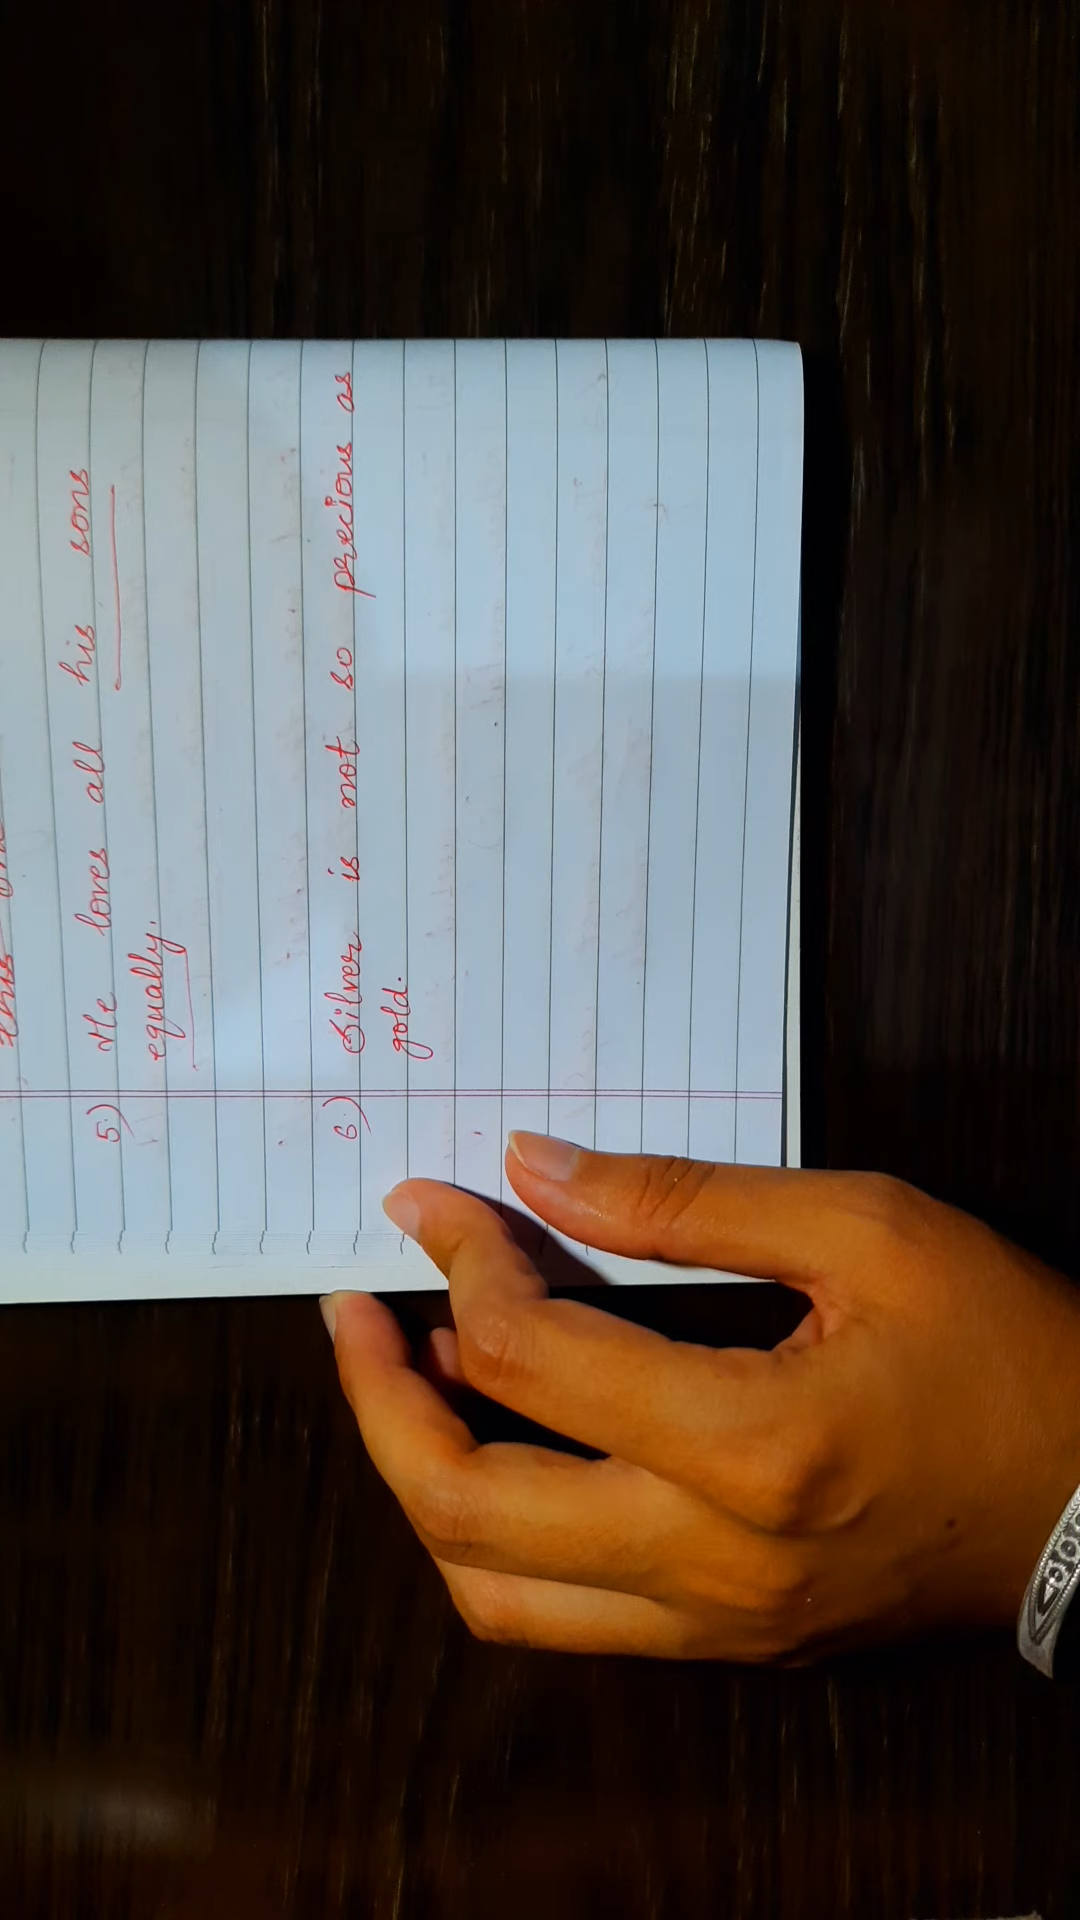 5.) He loves all his sons
equally.
6.) Silver is not so precious as
gold.